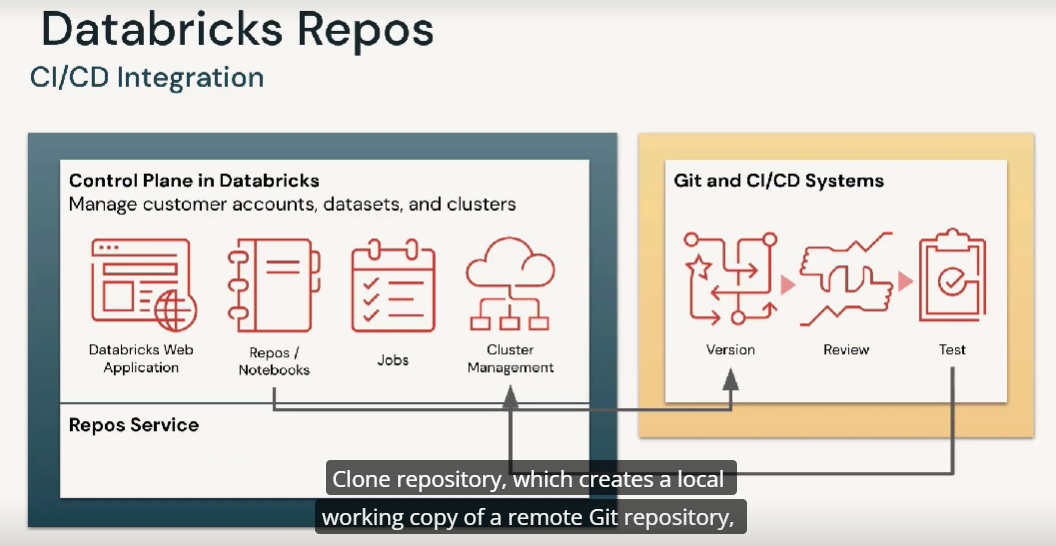 Databricks Repos
CI/CD Integration
Control Plane in Databricks
Manage customer accounts, datasets, and clusters
Databricks Web
Application
Repos /
Notebooks
Jobs
Cluster
Management
Repos Service
Git and CI/CD Systems
Version
Review
Test
Clone repository, which creates a local
working copy of a remote Git repository,